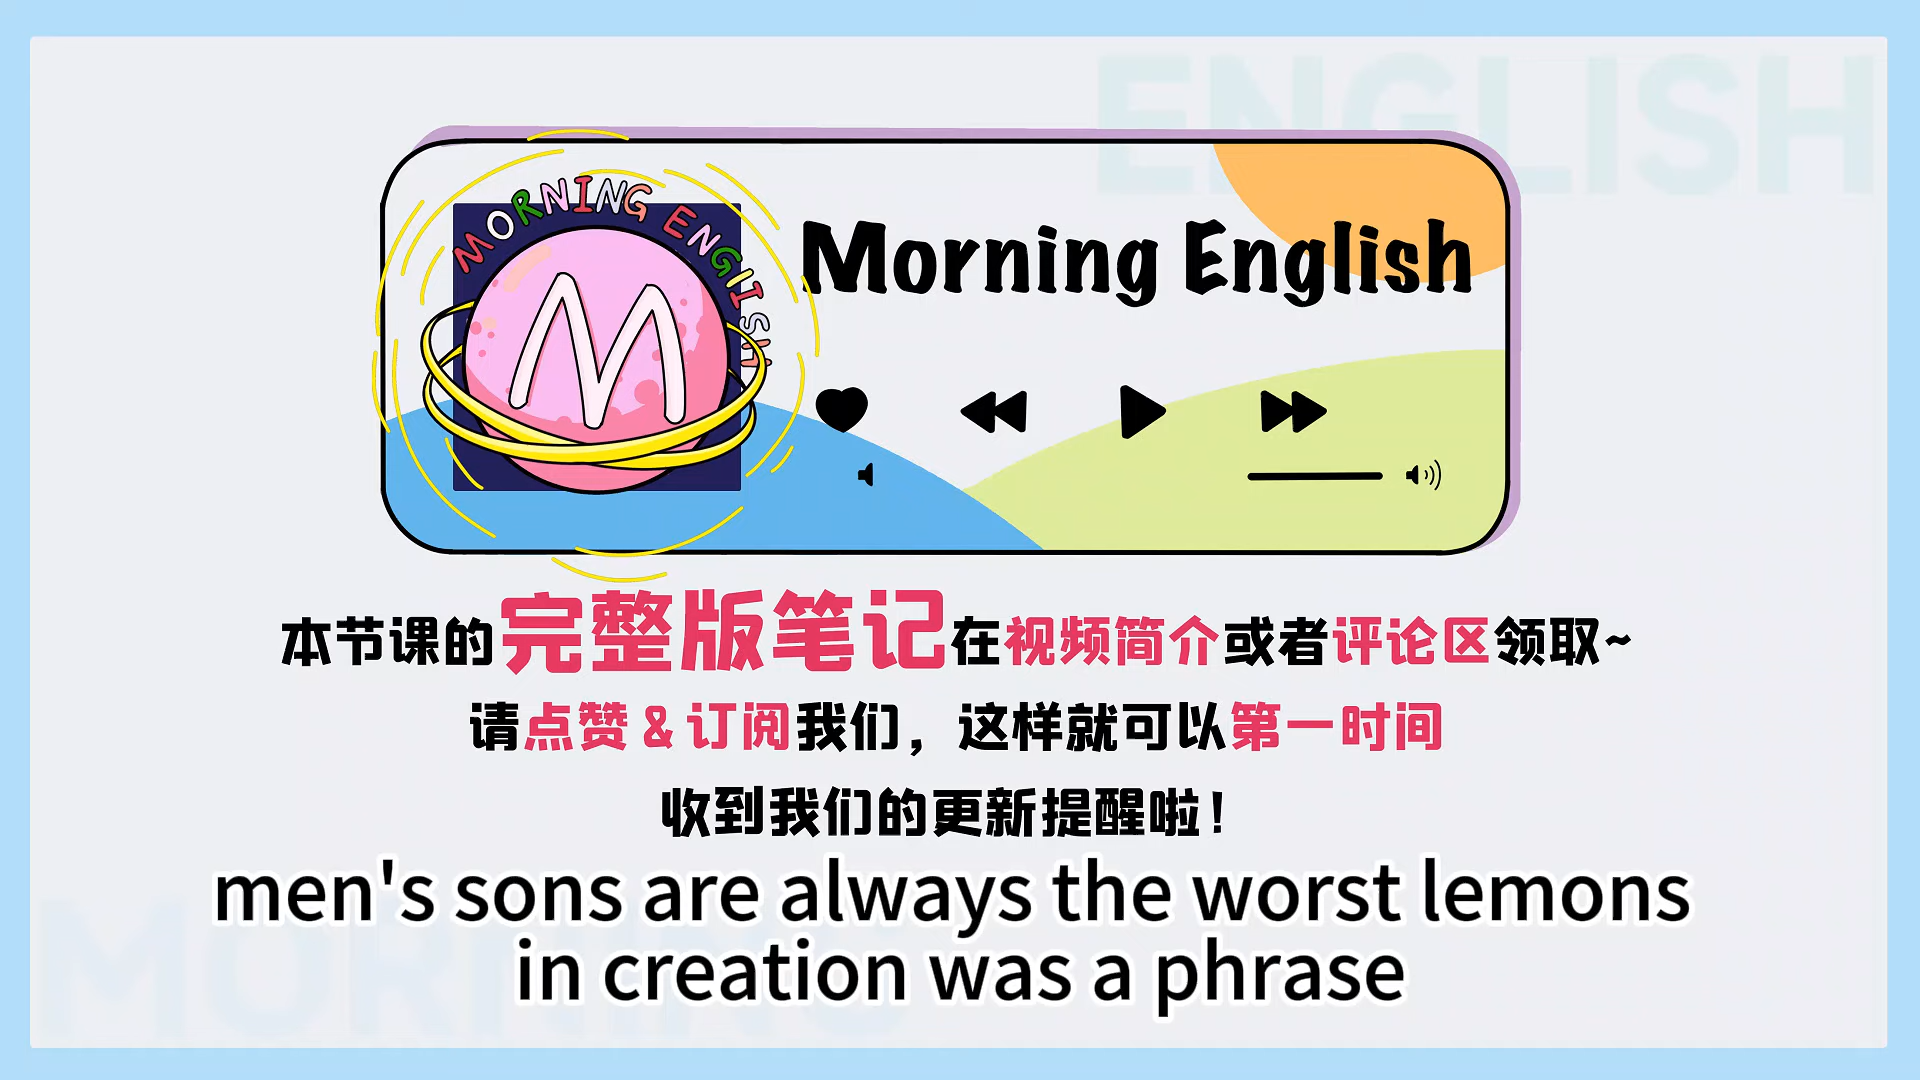 ENGLISH
MORNING ENGLISH
M
Morning English
本节课的完整版笔记在视频简介或者评论区领取~
请点赞&订阅我们，这样就可以第一时间
收到我们的更新提醒啦！
men's sons are always the worst lemons
in creation was a phrase
MORNING